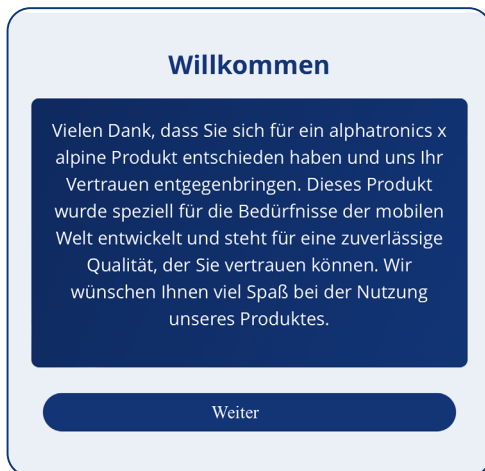 Willkommen
Vielen Dank, dass Sie sich für ein alphatronics x
alpine Produkt entschieden haben und uns Ihr
Vertrauen entgegenbringen. Dieses Produkt
wurde speziell für die Bedürfnisse der mobilen
Welt entwickelt und steht für eine zuverlässige
Qualität, der Sie vertrauen können. Wir
wünschen Ihnen viel Spaß bei der Nutzung
unseres Produktes.
Weiter